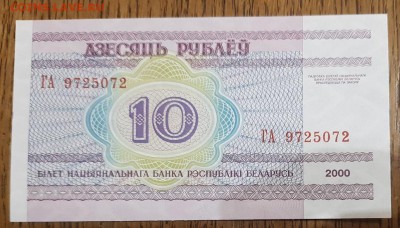 ДЗЕСЯЦЬ РУБЛЁЎ
ГА 9725072
10
ГА 9725072
БІЛЕТ НАЦЫЯНАЛЬНАГА БАНКА РЭСПУБЛІКІ БЕЛАРУСЬ 2000